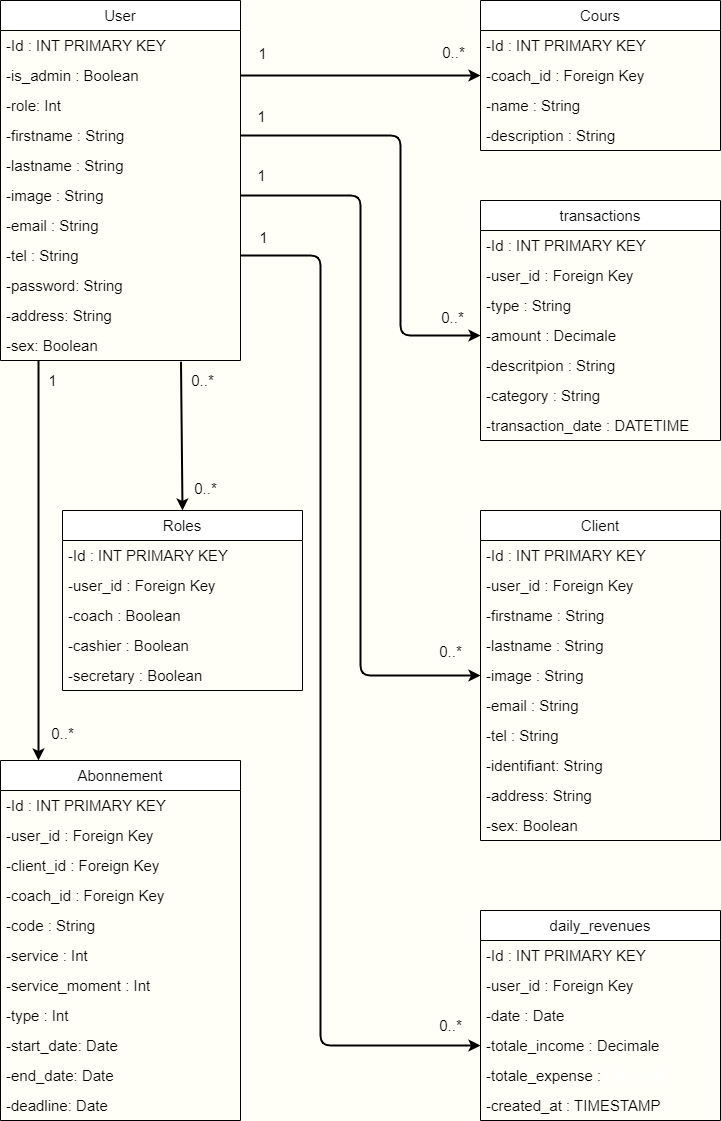 User
-Id : INT PRIMARY KEY
-is_admin : Boolean
-role: Int
-firstname : String
-lastname : String
-image : String
-email : String
-tel : String
-password: String
-address: String
-sex: Boolean
1
0..*
Cours
-Id : INT PRIMARY KEY
-coach_id : Foreign Key
-name : String
-description : String
1
0..*
transactions
-Id : INT PRIMARY KEY
-user_id : Foreign Key
-type : String
-amount : Decimale
-descritpion : String
-category : String
-transaction_date : DATETIME
1
0..*
Client
-Id : INT PRIMARY KEY
-user_id : Foreign Key
-firstname : String
-lastname : String
-image : String
-email : String
-tel : String
-identifiant: String
-address: String
-sex: Boolean
1
0..*
daily_revenues
-Id : INT PRIMARY KEY
-user_id : Foreign Key
-date : Date
-totale_income : Decimale
-totale_expense :
-created_at : TIMESTAMP
0..*
0..*
Roles
-Id : INT PRIMARY KEY
-user_id : Foreign Key
-coach : Boolean
-cashier : Boolean
-secretary : Boolean
1
0..*
Abonnement
-Id : INT PRIMARY KEY
-user_id : Foreign Key
-client_id : Foreign Key
-coach_id : Foreign Key
-code : String
-service : Int
-service_moment : Int
-type : Int
-start_date: Date
-end_date: Date
-deadline: Date